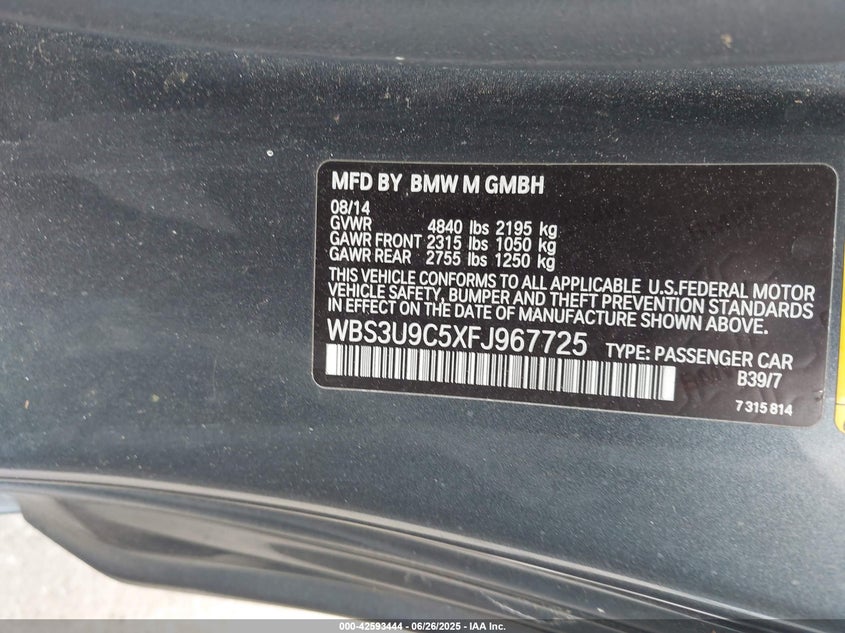 MFD BY BMW M GMBH
08/14
GVWR 4840 lbs 2195 kg
GAWR FRONT 2315 lbs 1050 kg
GAWR REAR 2755 lbs 1250 kg
THIS VEHICLE CONFORMS TO ALL APPLICABLE U.S.FEDERAL MOTOR
VEHICLE SAFETY, BUMPER AND THEFT PREVENTION STANDARDS
IN EFFECT ON THE DATE OF MANUFACTURE SHOWN ABOVE.
WBS3U9C5XFJ967725 TYPE: PASSENGER CAR
B39/7
7 315 814
000-42593444 - 06/26/2025 - IAA Inc.